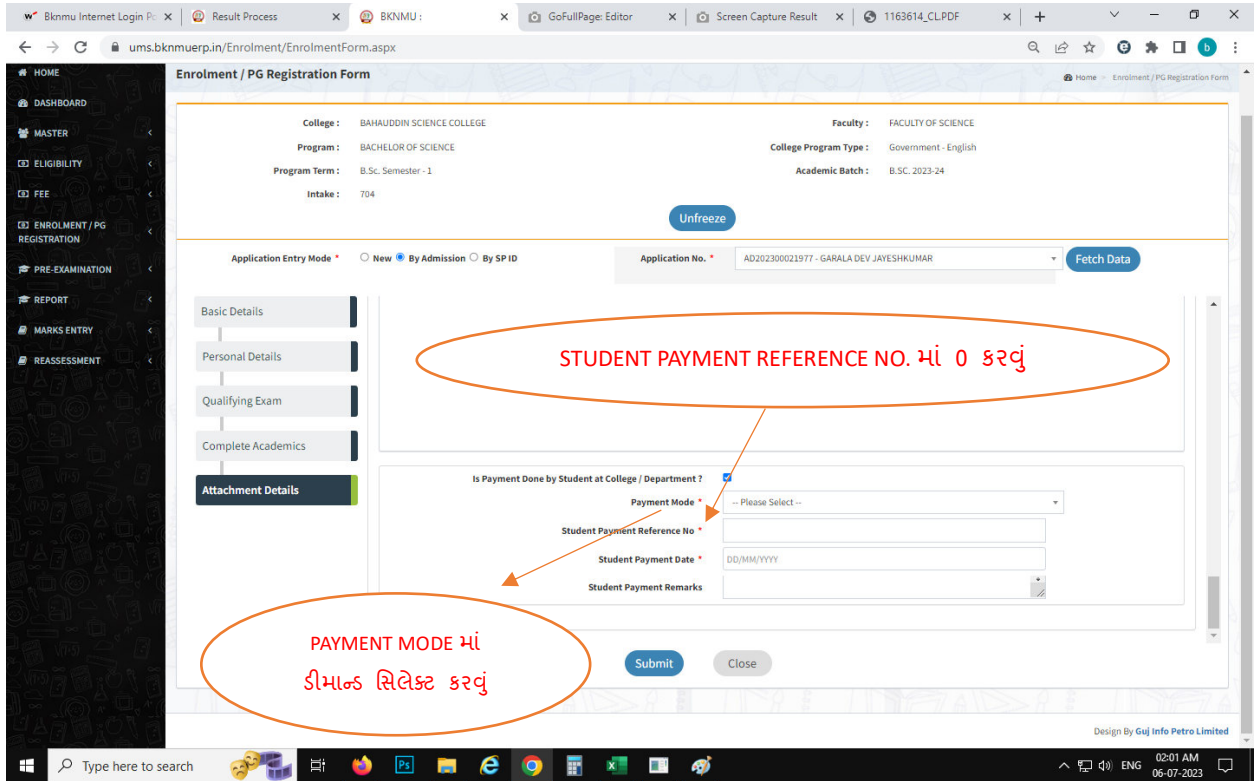 Bknmu Internet Login Po
Result Process
BKNMU :
GoFullPage: Editor
Screen Capture Result
1163614_CL.PDF
ums.bknmuerp.in/Enrolment/EnrolmentForm.aspx
b
HOME
DASHBOARD
MASTER
ELIGIBILITY
FEE
ENROLMENT / PG
REGISTRATION
PRE-EXAMINATION
REPORT
MARKS ENTRY
REASSESSMENT
Enrolment / PG Registration Form
Home > Enrolment / PG Registration Form
College : BAHAUDDIN SCIENCE COLLEGE Faculty : FACULTY OF SCIENCE
Program : BACHELOR OF SCIENCE College Program Type : Government - English
Program Term : B.Sc. Semester - 1 Academic Batch : B.SC. 2023-24
Intake : 704
Unfreeze
Application Entry Mode * New By Admission By SP ID Application No. * AD202300021977 - GARALA DEV JAYESHKUMAR Fetch Data
Basic Details
Personal Details
Qualifying Exam
Complete Academics
Attachment Details
STUDENT PAYMENT REFERENCE NO. માં 0 કરવું
Is Payment Done by Student at College / Department ?
Payment Mode * -- Please Select --
Student Payment Reference No *
Student Payment Date * DD/MM/YYYY
Student Payment Remarks
PAYMENT MODE માં
ડીમાન્ડ સિલેક્ટ કરવું
Submit Close
Design By Guj Info Petro Limited
Type here to search
Ps
ENG
02:01 AM
06-07-2023